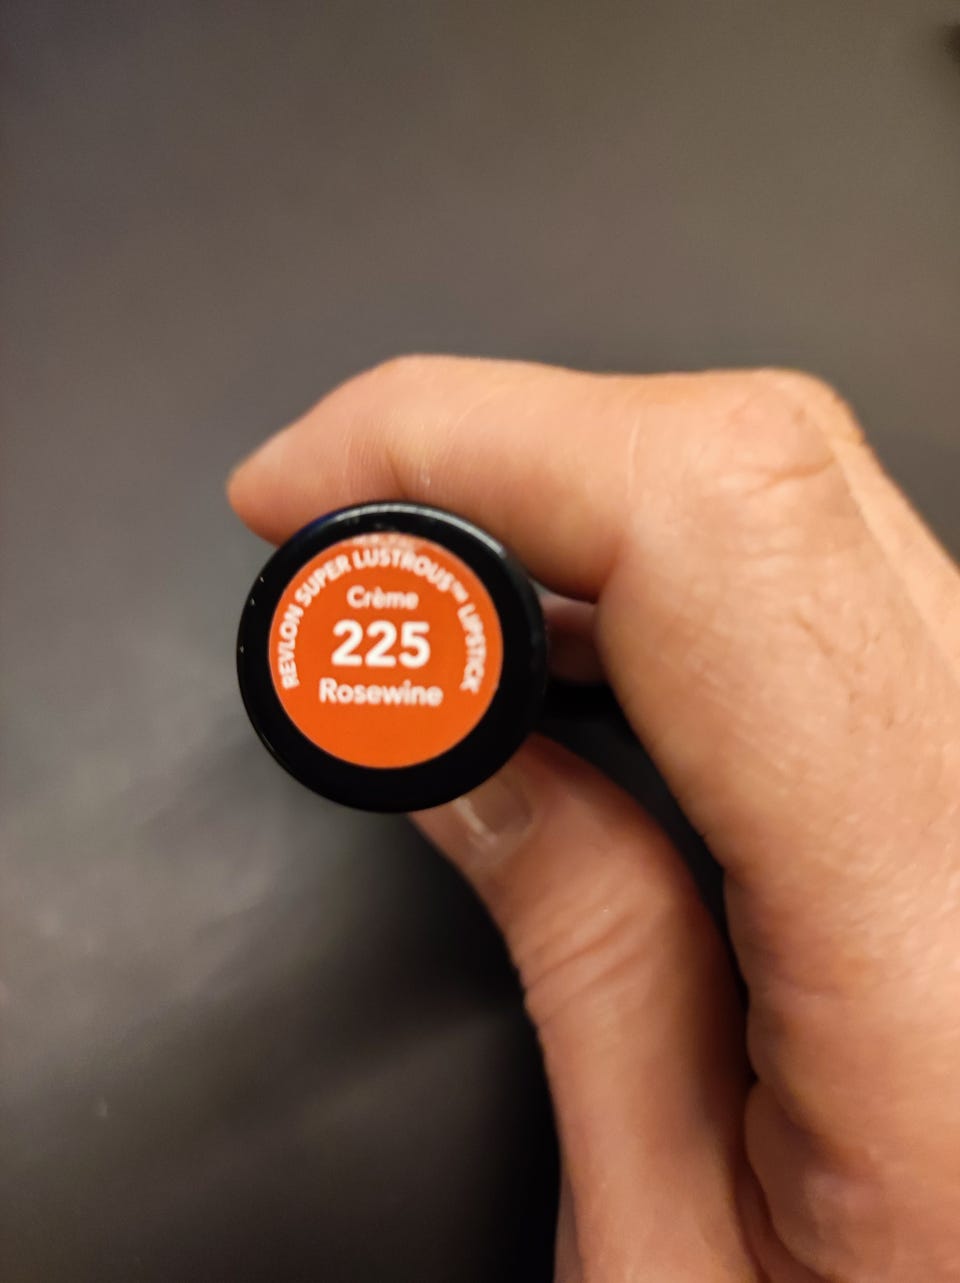 REVLON SUPER LUSTROUS™ LIPSTICK
Crème
225
Rosewine